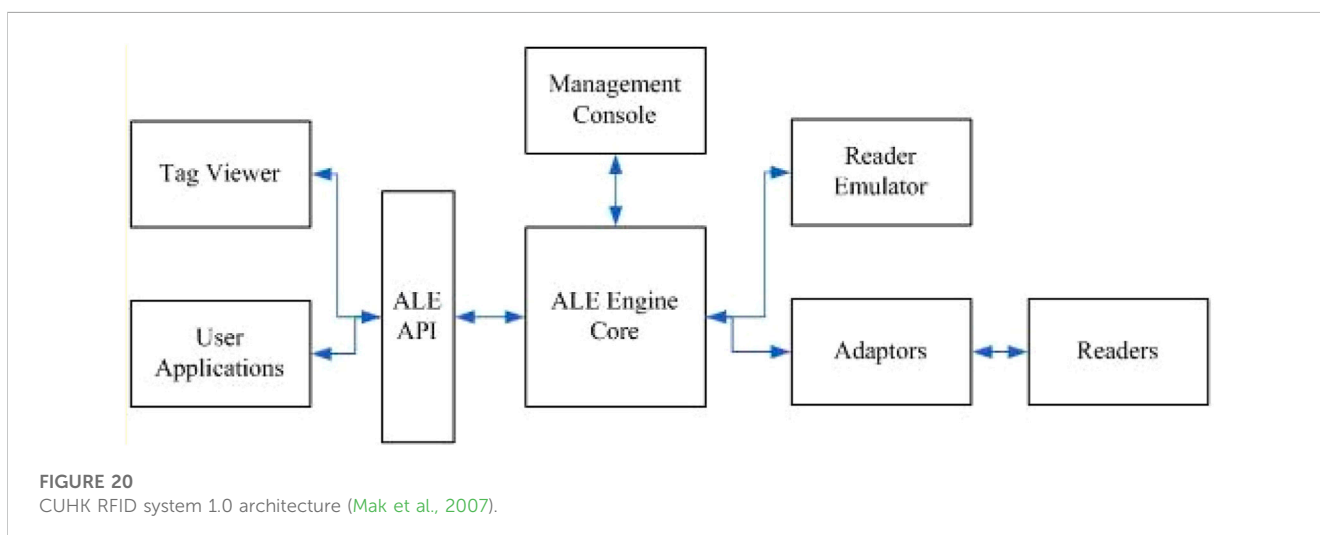 Management
Console
Tag Viewer
Reader
Emulator
ALE
API
ALE Engine
Core
User
Applications
Adaptors
Readers
FIGURE 20
CUHK RFID system 1.0 architecture (Mak et al., 2007).